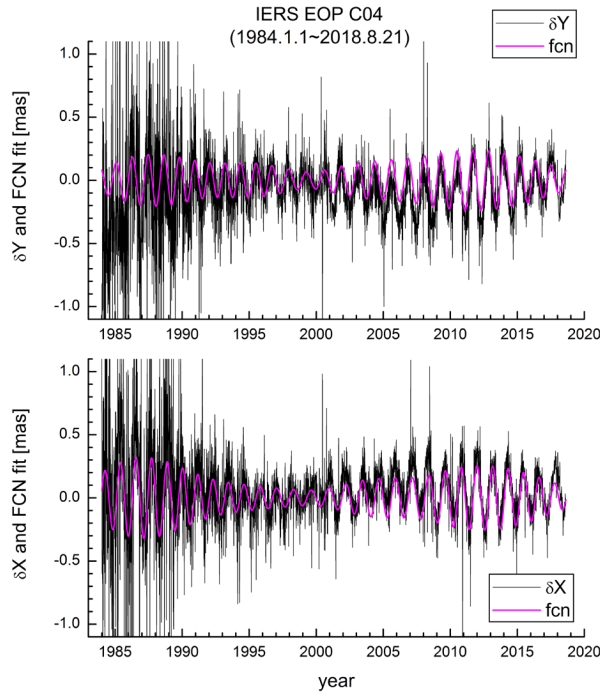 IERS EOP C04
(1984.1.1~2018.8.21)
δY
fcn
δY and FCN fit [mas]
1.0
0.5
0.0
-0.5
-1.0
1985 1990 1995 2000 2005 2010 2015 2020
δX and FCN fit [mas]
1.0
0.5
0.0
-0.5
-1.0
δX
fcn
1985 1990 1995 2000 2005 2010 2015 2020
year